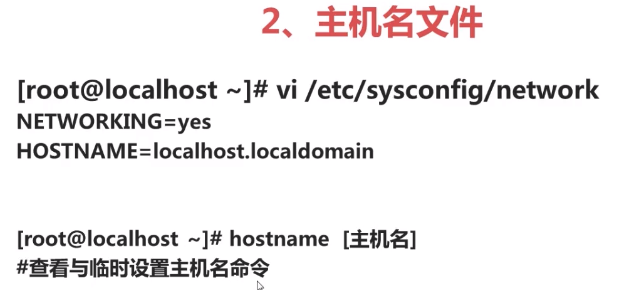 2、主机名文件
[root@localhost ~]# vi /etc/sysconfig/network
NETWORKING=yes
HOSTNAME=localhost.localdomain
[root@localhost ~]# hostname [主机名]
#查看与临时设置主机名命令